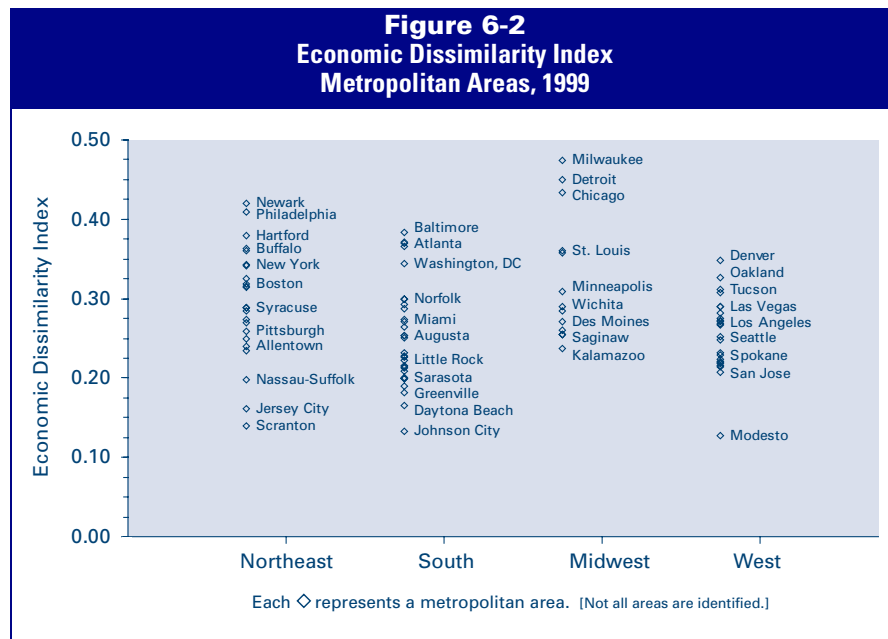 Figure 6-2
Economic Dissimilarity Index
Metropolitan Areas, 1999
Economic Dissimilarity Index
0.50
0.40
0.30
0.20
0.10
0.00
Newark
Philadelphia
Hartford
Buffalo
New York
Boston
Syracuse
Pittsburgh
Allentown
Nassau-Suffolk
Jersey City
Scranton
Baltimore
Atlanta
Washington, DC
Norfolk
Miami
Augusta
Little Rock
Sarasota
Greenville
Daytona Beach
Johnson City
Milwaukee
Detroit
Chicago
St. Louis
Minneapolis
Wichita
Des Moines
Saginaw
Kalamazoo
Denver
Oakland
Tucson
Las Vegas
Los Angeles
Seattle
Spokane
San Jose
Modesto
Northeast South Midwest West
Each ◇ represents a metropolitan area. [Not all areas are identified.]